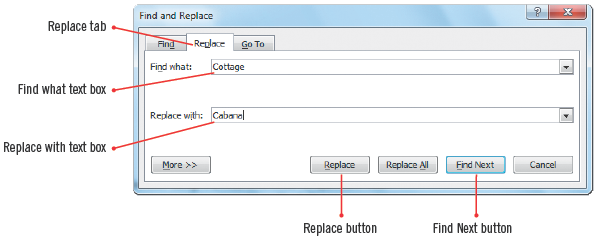 Find and Replace
?
X
Replace tab
Find Replace Go To
Find what: Cottage
Find what text box
Replace with: Cabana
Replace with text box
More >> Replace Replace All Find Next Cancel
Replace button Find Next button